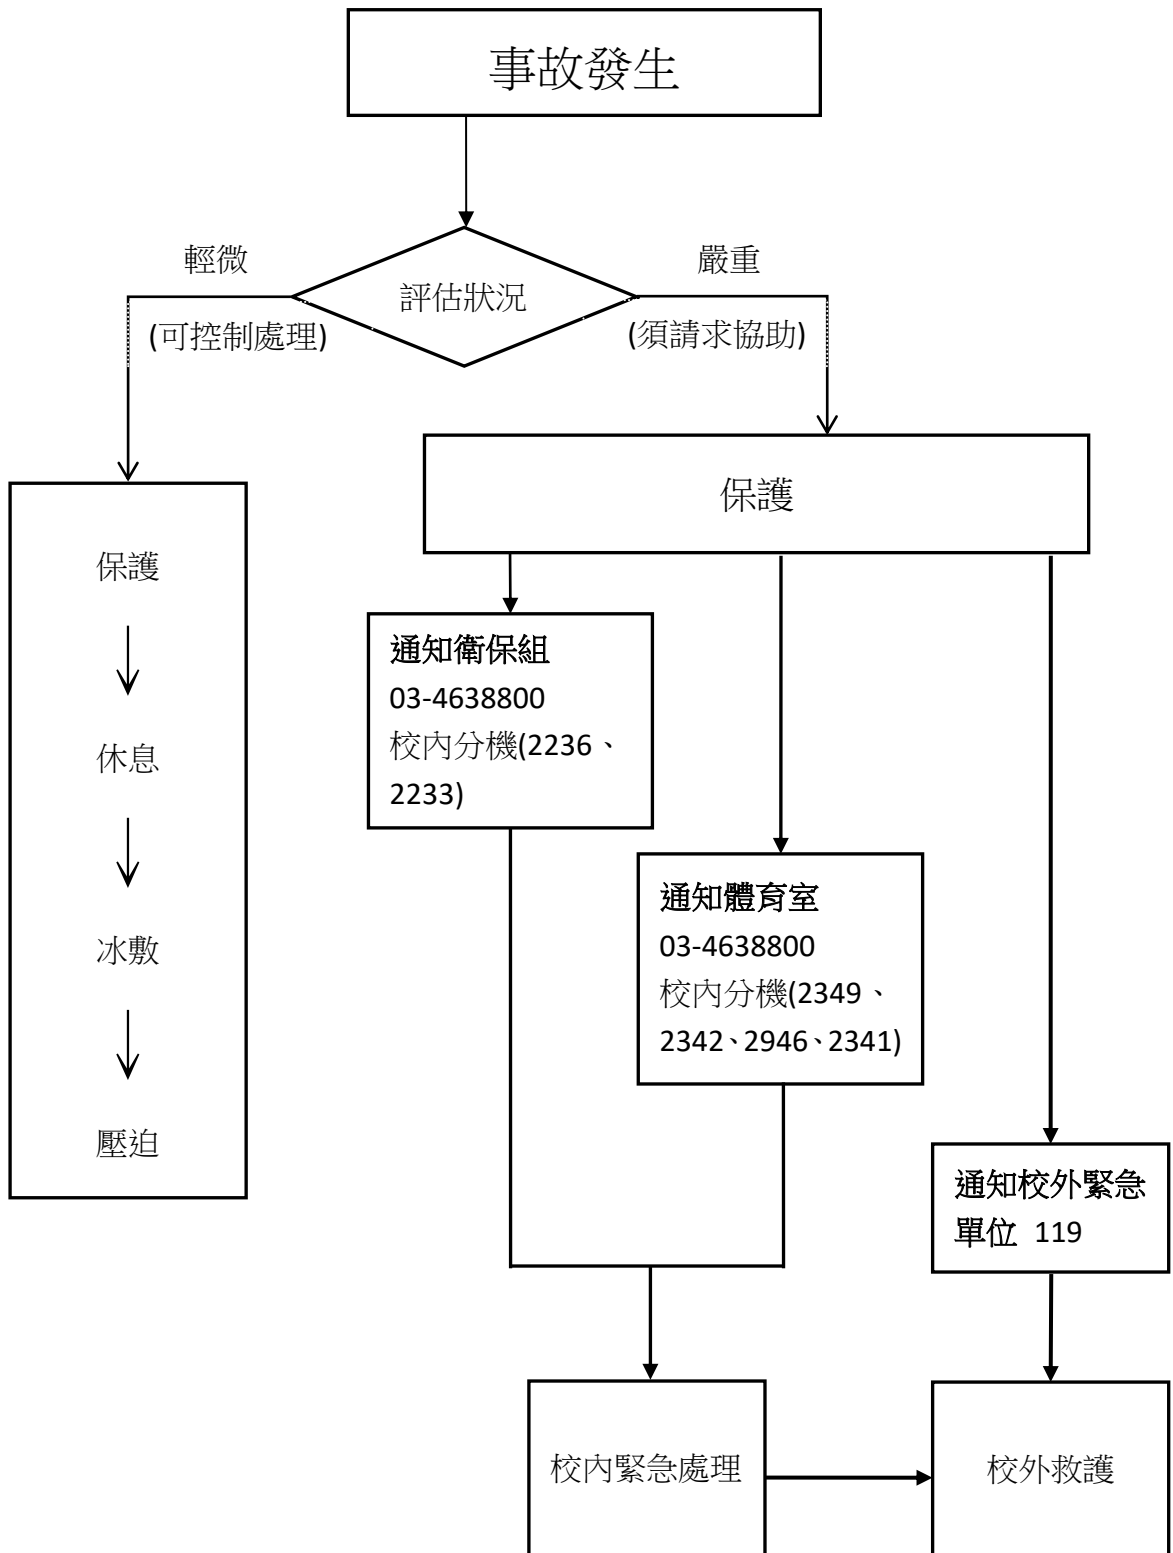 事故發生
輕微
嚴重
評估狀況
(可控制處理)
(須請求協助)
保護
保護
休息
冰敷
壓迫
通知衛保組
03-4638800
校內分機(2236、
2233)
通知體育室
03-4638800
校內分機(2349、
2342、2946、2341)
通知校外緊急
單位 119
校內緊急處理
校外救護